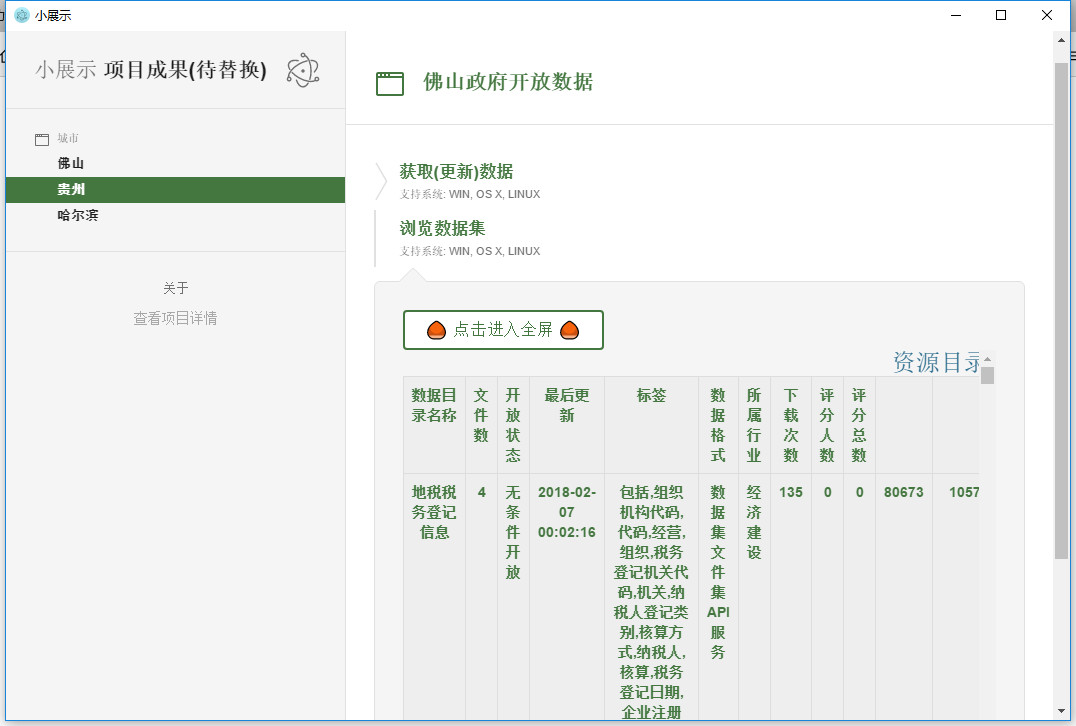 小展示
小展示 项目成果(待替换)
城市
佛山
贵州
哈尔滨
关于
查看项目详情
佛山政府开放数据
获取(更新)数据
支持系统: WIN, OS X, LINUX
浏览数据集
支持系统: WIN, OS X, LINUX
点击进入全屏
资源目录
数据目录名称 文件数 开放状态 最后更新 标签 数据格式 所属行业 下载次数 评分人数 评分总数
地税税务登记信息 4 无条件开放 2018-02-07 00:02:16 包括,组织机构代码,代码,经营,组织,税务登记机关代码,机关,纳税人登记类别,核算方式,纳税人,核算,税务登记日期,企业注册 数据集文件集API服务 经济建设 135 0 0 80673 1057